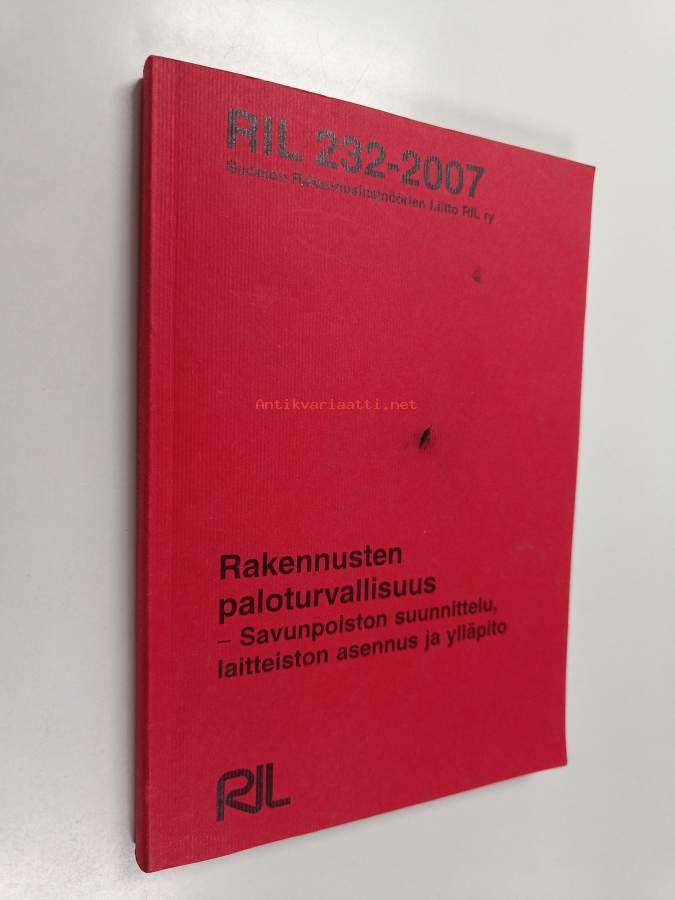 RIL 232-2007
Suomen Rakennusinsinöörien Liitto RIL ry
Antikvariaatti.net
Rakennusten
paloturvallisuus
– Savunpoiston suunnittelu,
laitteiston asennus ja ylläpito
RIL